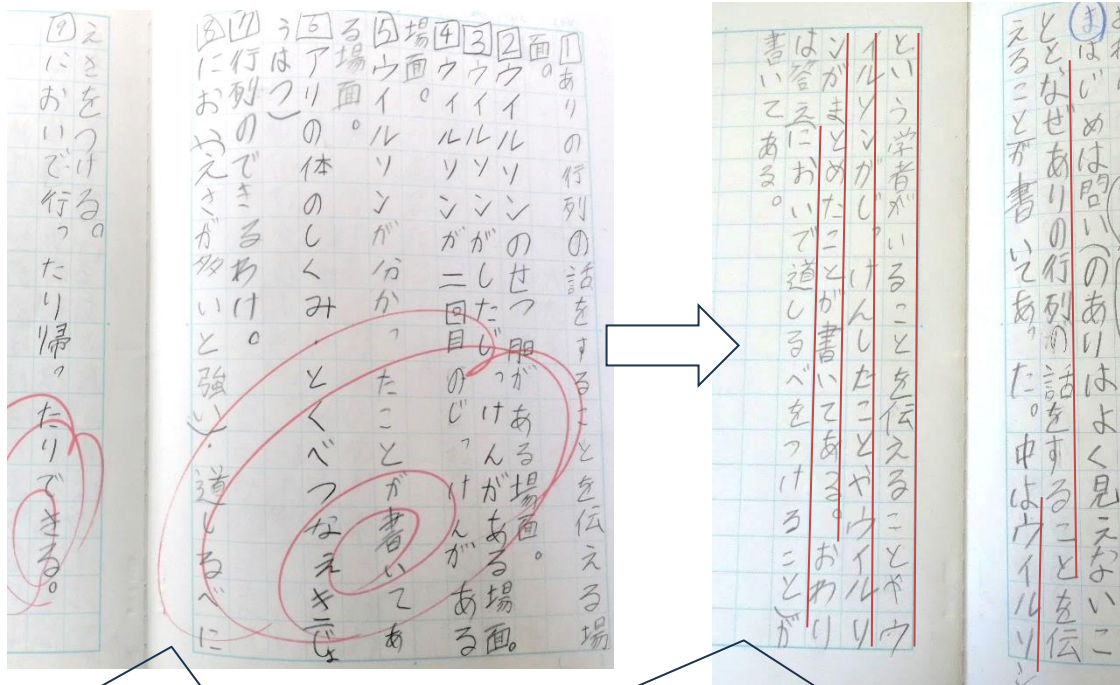 1ありの行列の話をすることを伝える場
面。
2ウイルソンのせつ明がある場面。
3ウイルソンがしたじっけんがある場面。
4ウイルソンが二回目のじっけんがある
場面。
5ウイルソンが分かったことが書いてあ
る場面。
6アリの体のしくみ・とくべつなえき(じょ
うはつ)
7行列のできるわけ。
8におい(えさが多いと強い)・道しるべに
えさをつける。
9においで行ったり帰ったりできる。
まはじめは問い(のありはよく見えないこ
ととなぜありの行列の話をすることを伝
えることが書いてあった。中はウイルソン
という学者がいることを伝えることやウ
イルソンがじっけんしたことやウイルソ
ンがまとめたことが書いてある。おわり
は答え(においで道しるべをつけること)が
書いてある。